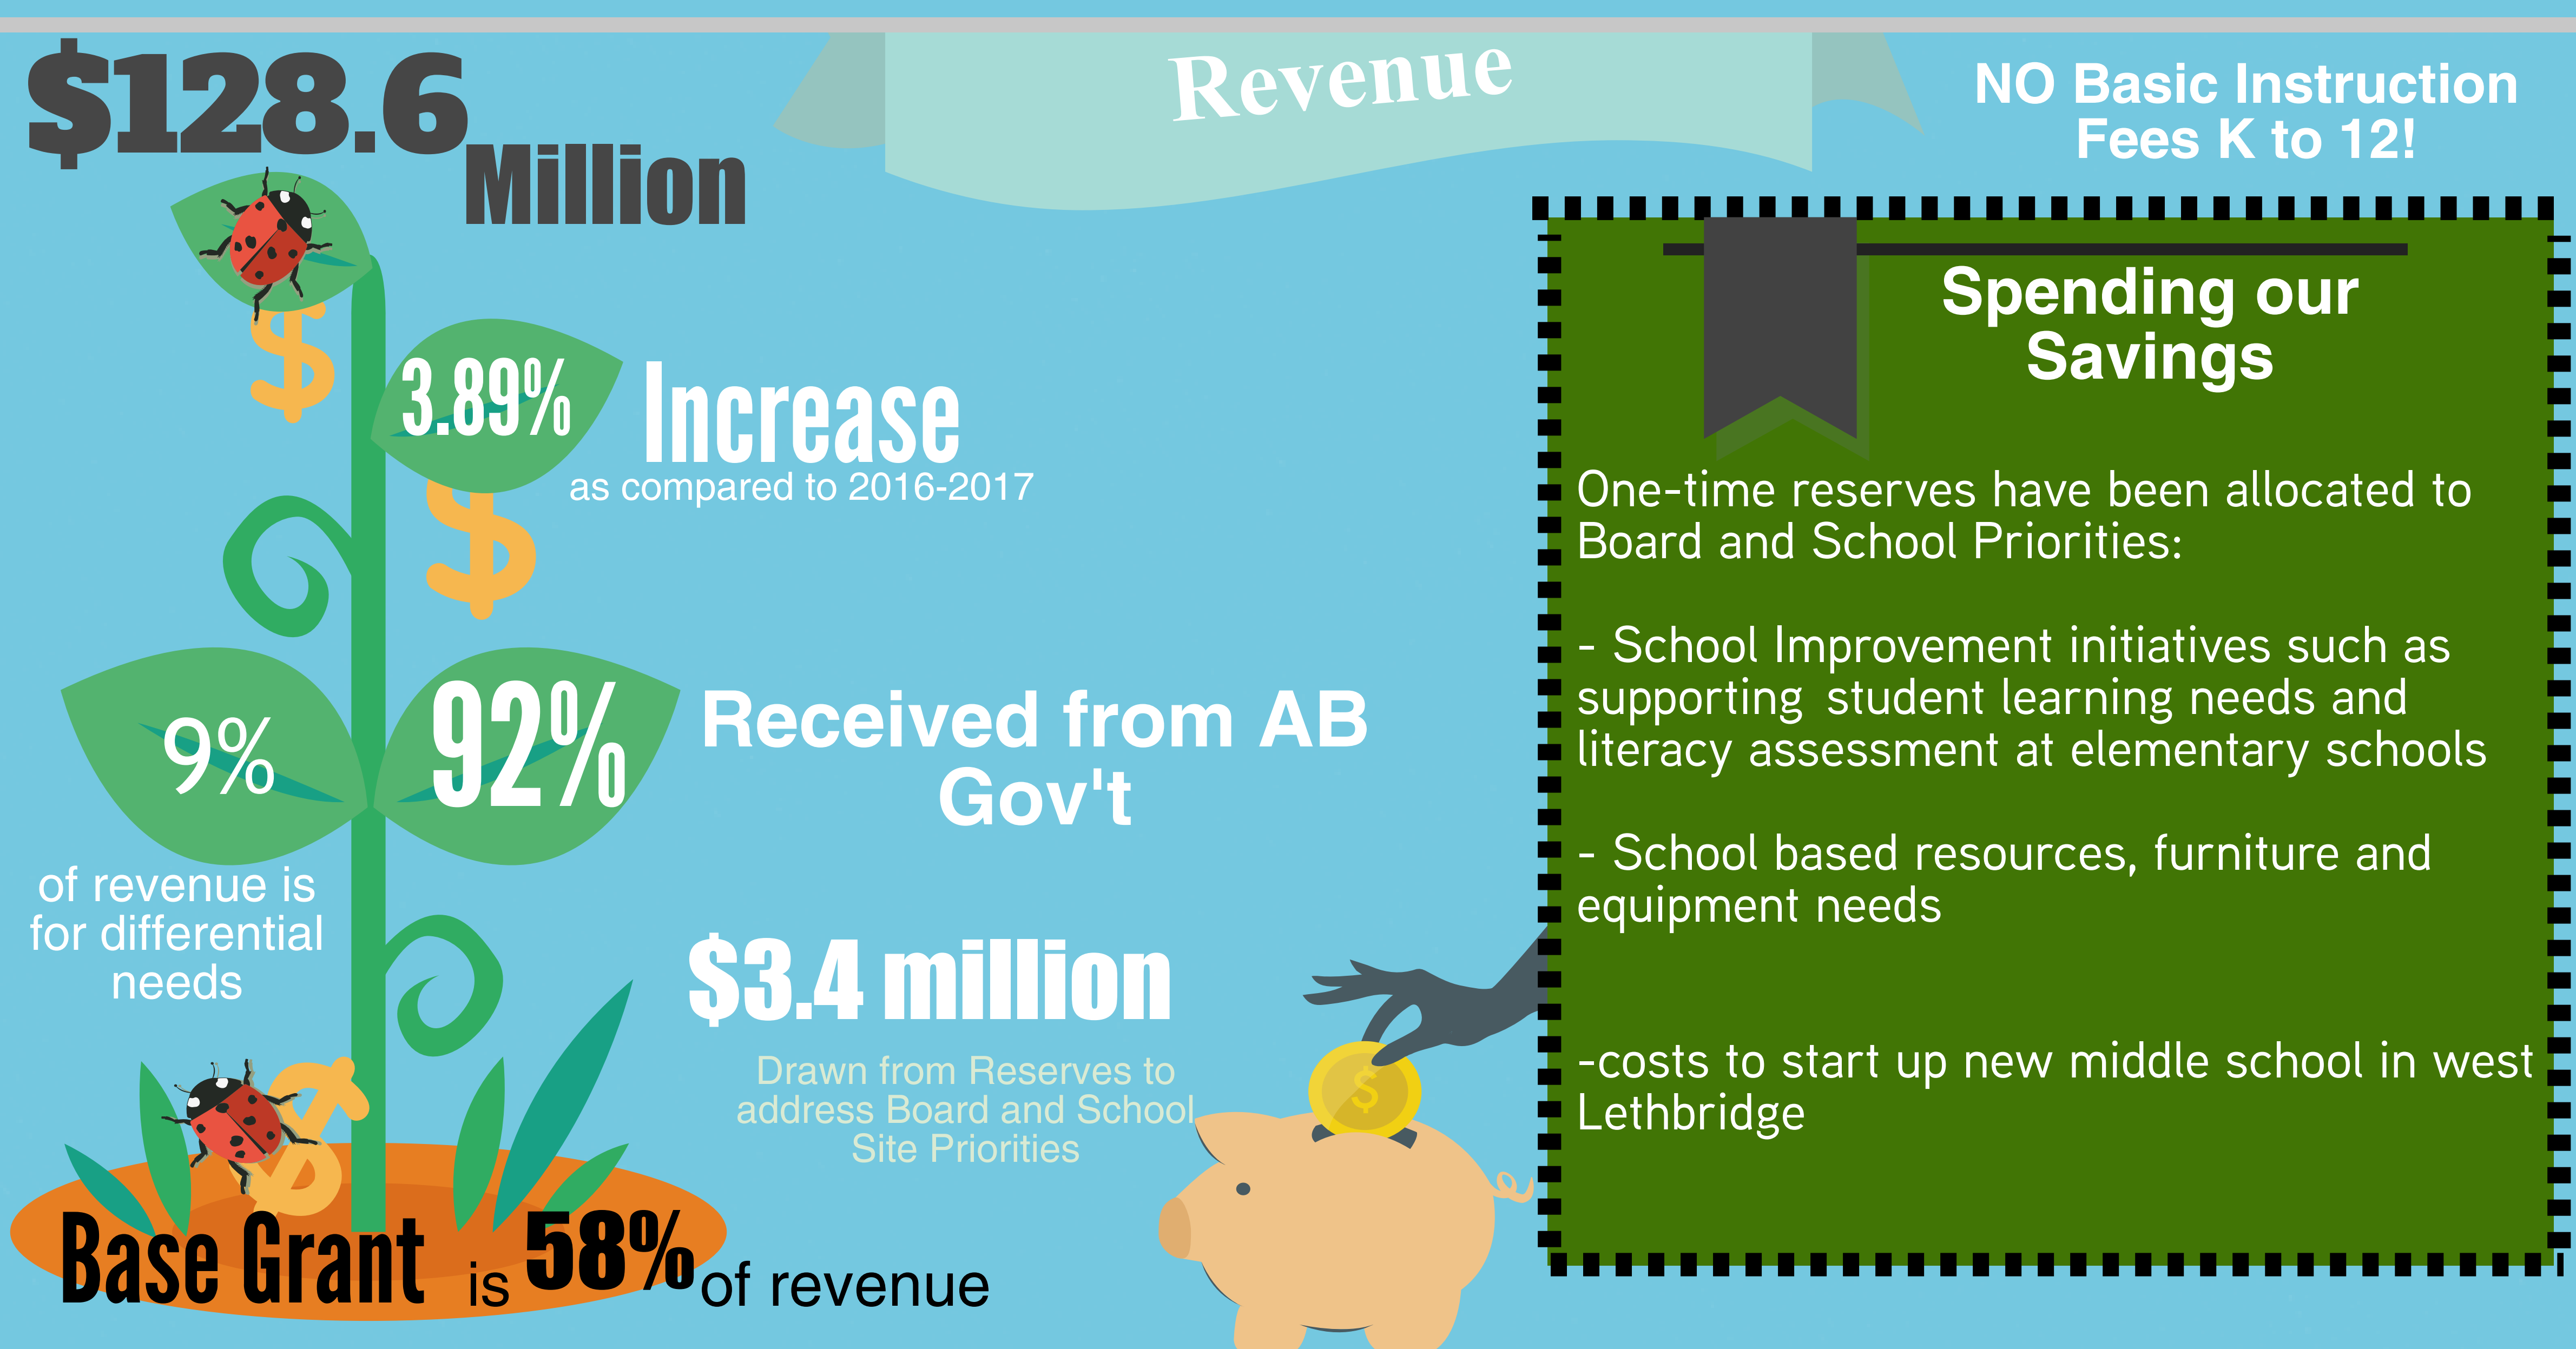 Revenue
$128.6
Million
3.89%
Increase
as compared to 2016-2017
9%
of revenue is
for differential
needs
92%
Received from AB
Gov't
$3.4 million
Drawn from Reserves to
address Board and School
Site Priorities
$
Base Grant is 58% of revenue
NO Basic Instruction
Fees K to 12!
Spending our
Savings
One-time reserves have been allocated to
Board and School Priorities:
- School Improvement initiatives such as
supporting student learning needs and
literacy assessment at elementary schools
- School based resources, furniture and
equipment needs
-costs to start up new middle school in west
Lethbridge